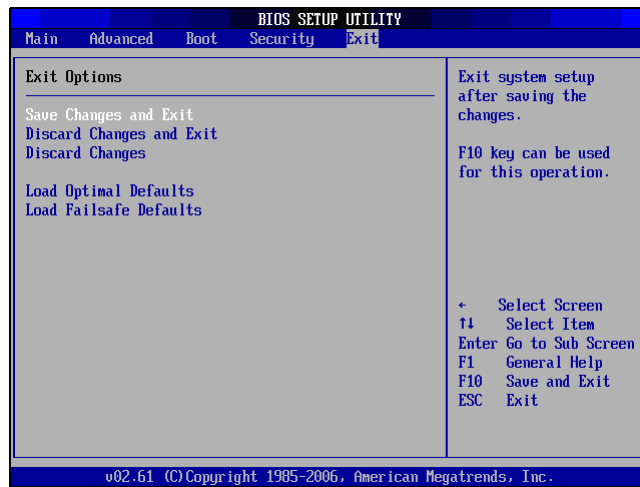 BIOS SETUP UTILITY
Main Advanced Boot Security Exit
Exit Options
Save Changes and Exit
Discard Changes and Exit
Discard Changes
Load Optimal Defaults
Load Failsafe Defaults
Exit system setup
after saving the
changes.
F10 key can be used
for this operation.
← Select Screen
↑↓ Select Item
Enter Go to Sub Screen
F1 General Help
F10 Save and Exit
ESC Exit
v02.61 (C)Copyright 1985-2006, American Megatrends, Inc.